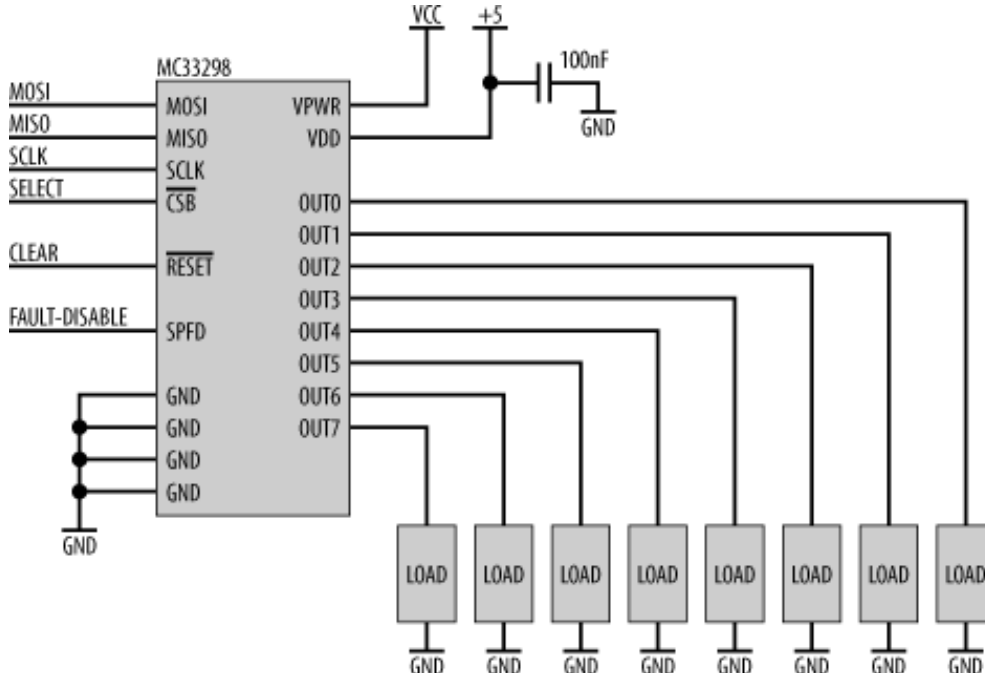 VCC +5
MC33298
100nF
MOSI MOSI VPWR
GND
MISO MISO VDD
SCLK SCLK
SELECT CSB OUT0
OUT1
CLEAR RESET OUT2
OUT3
FAULT-DISABLE SPFD OUT4
OUT5
GND OUT6
GND OUT7
GND
GND
GND
LOAD LOAD LOAD LOAD LOAD LOAD LOAD LOAD
GND GND GND GND GND GND GND GND